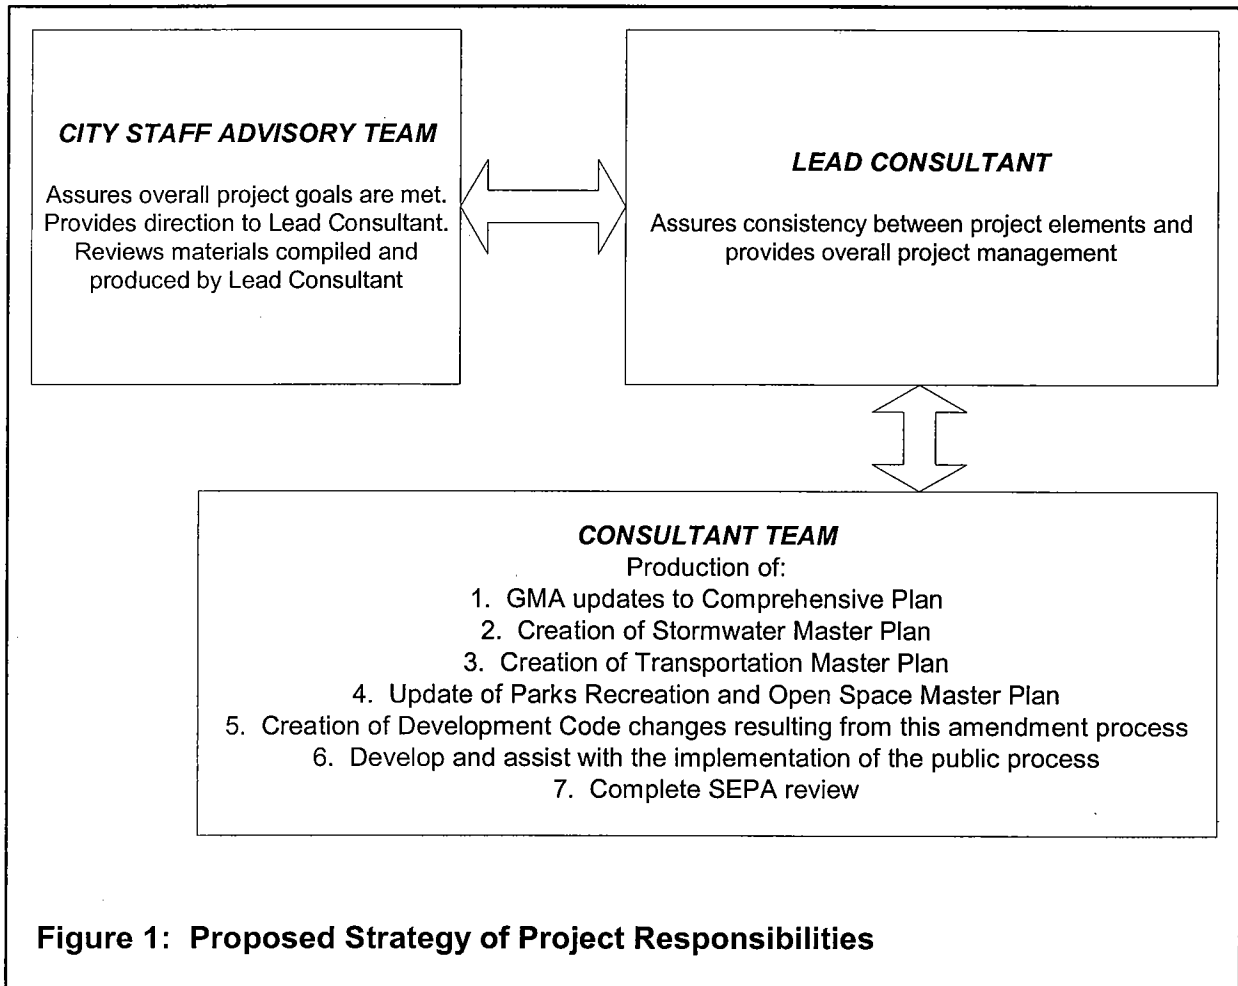 CITY STAFF ADVISORY TEAM
Assures overall project goals are met.
Provides direction to Lead Consultant.
Reviews materials compiled and
produced by Lead Consultant
LEAD CONSULTANT
Assures consistency between project elements and
provides overall project management
CONSULTANT TEAM
Production of:
1. GMA updates to Comprehensive Plan
2. Creation of Stormwater Master Plan
3. Creation of Transportation Master Plan
4. Update of Parks Recreation and Open Space Master Plan
5. Creation of Development Code changes resulting from this amendment process
6. Develop and assist with the implementation of the public process
7. Complete SEPA review
Figure 1: Proposed Strategy of Project Responsibilities